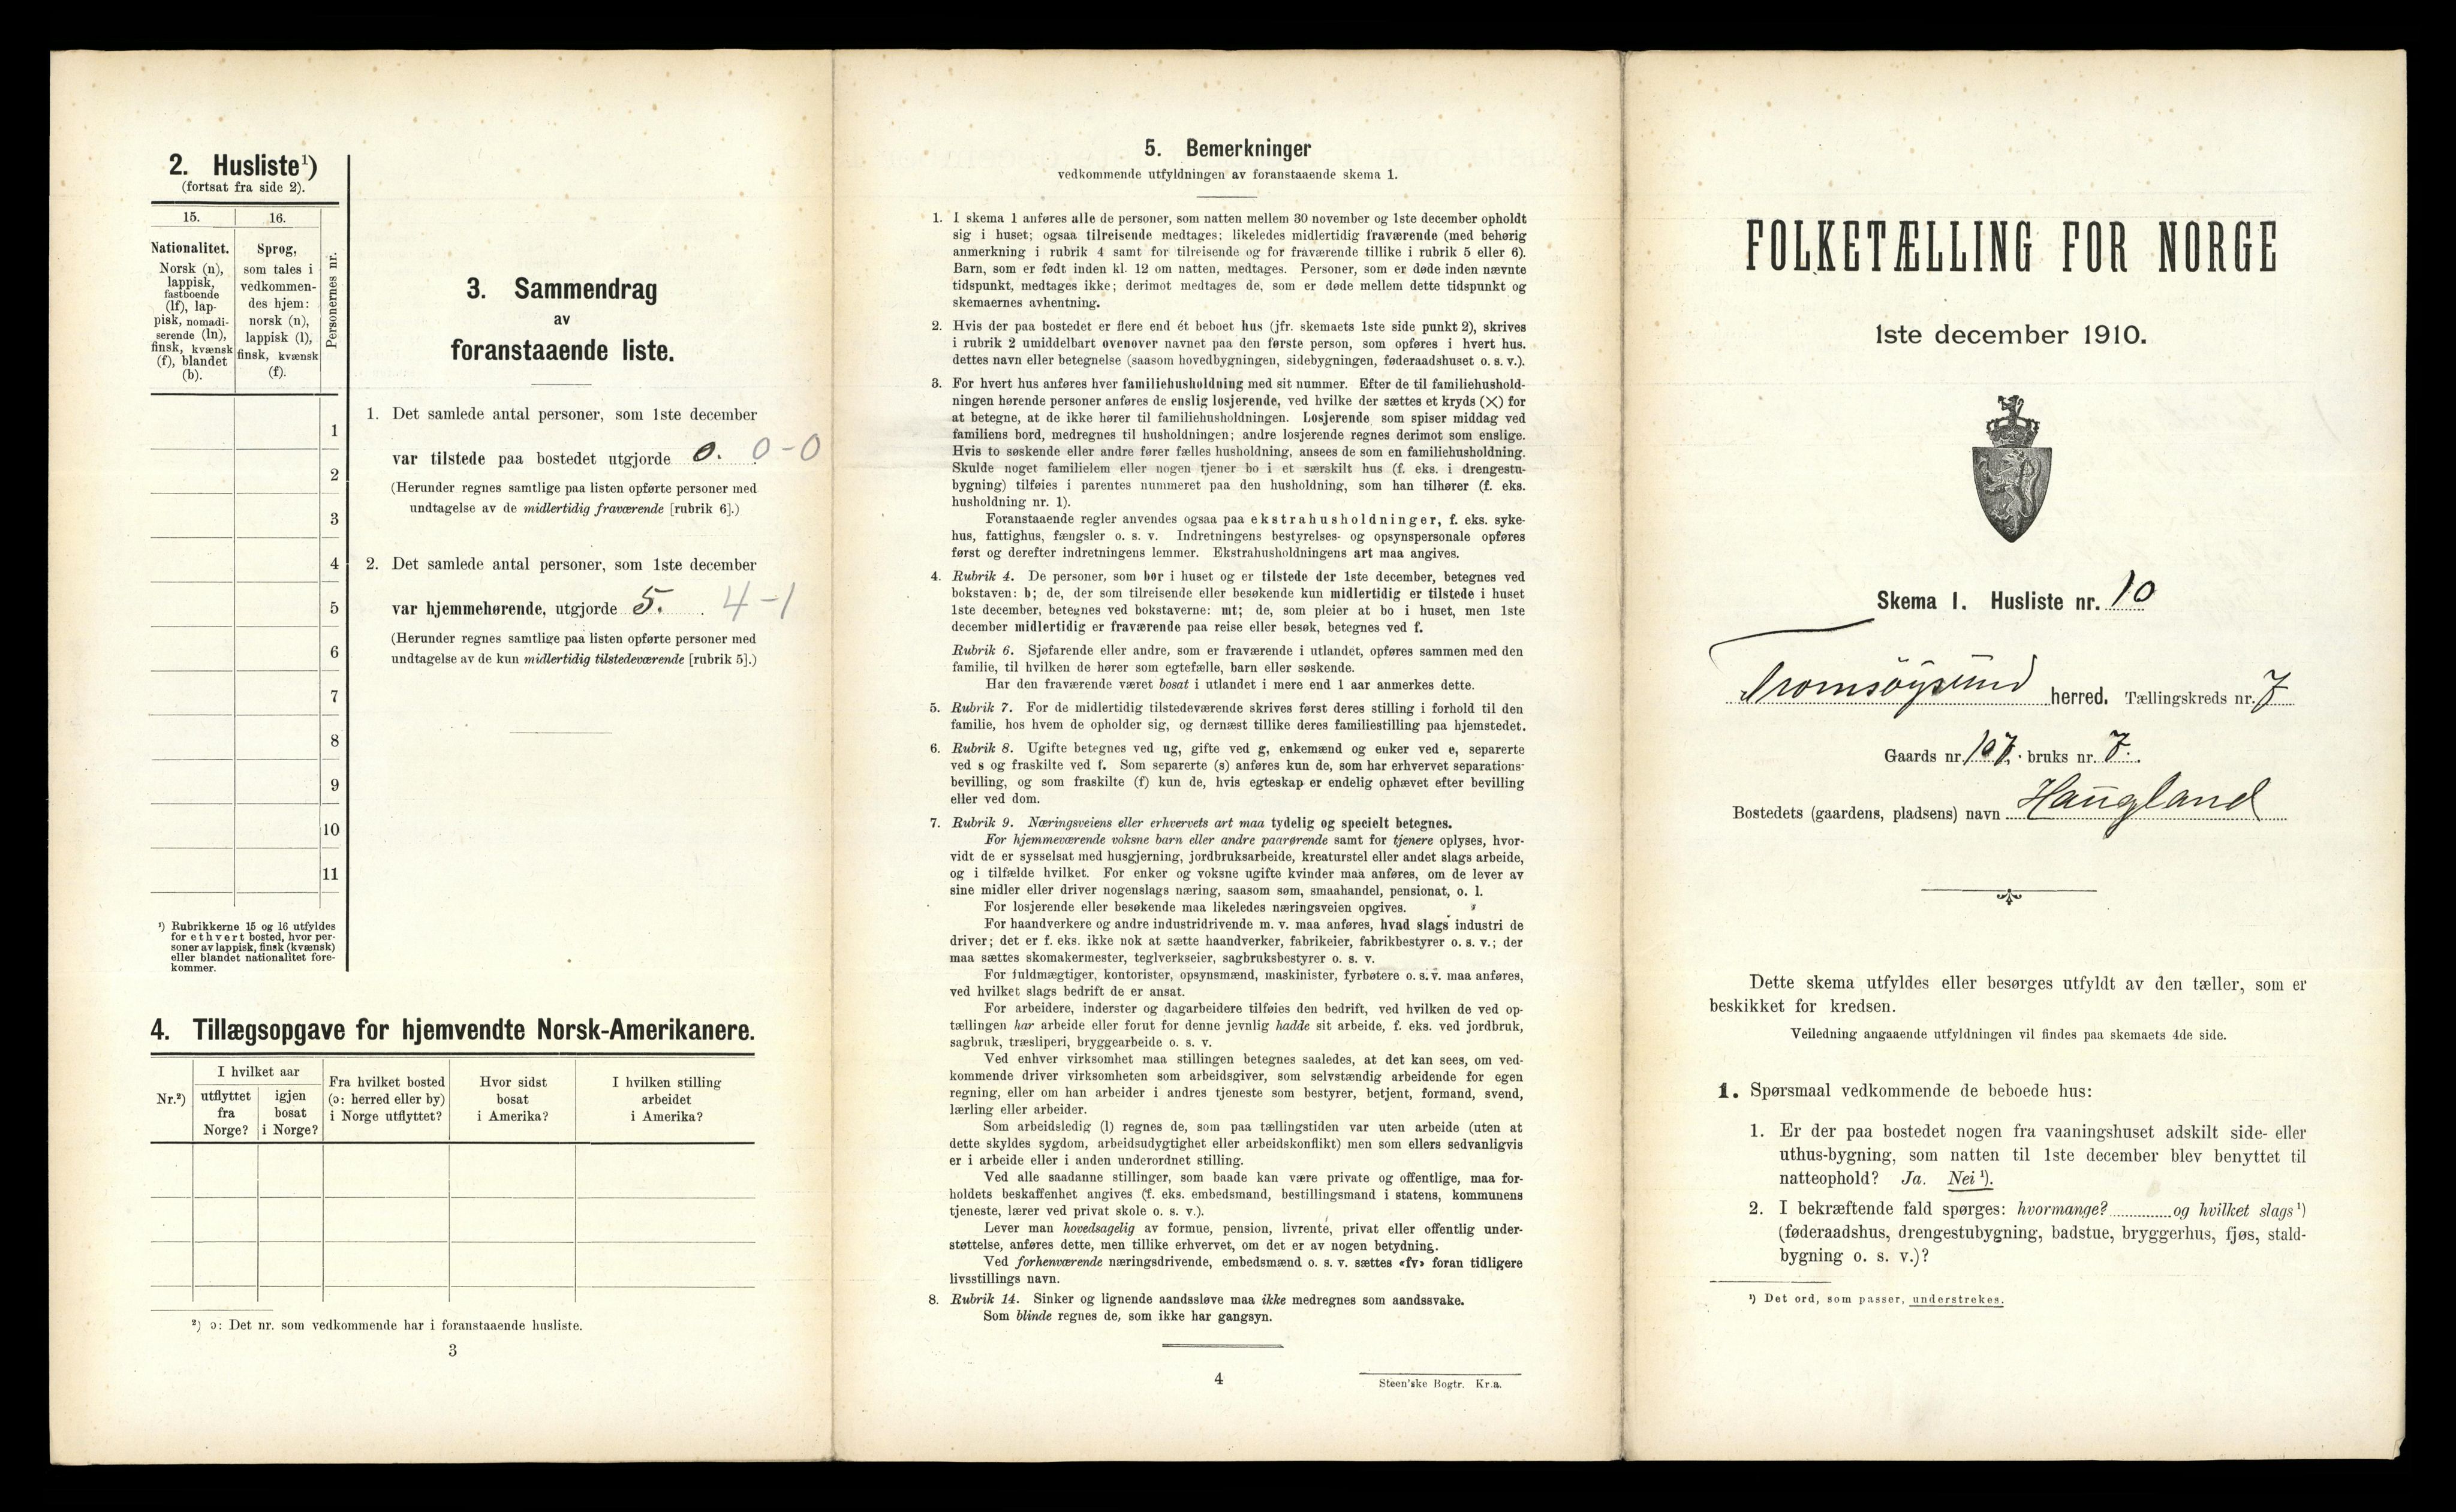 2. Husliste¹)
(fortsat fra side 2).
15. 16.
Personernes nr.
Nationalitet.
Norsk (n),
lappisk,
fastboende
(lf), lap-
pisk, nomadi-
serende (ln),
finsk, kvænsk
(f), blandet
(b).
Sprog,
som tales i
vedkommen-
des hjem:
norsk (n),
lappisk (l),
finsk, kvænsk
(f).
1
2
3
4
5
6
7
8
9
10
11
¹) Rubrikkerne 15 og 16 utfyldes
for ethvert bosted, hvor per-
soner av lappisk, finsk (kvænsk)
eller blandet nationalitet fore-
kommer.
3. Sammendrag
av
foranstaaende liste.
1. Det samlede antal personer, som 1ste december
var tilstede paa bostedet utgjorde 0. 0-0
(Herunder regnes samtlige paa listen opførte personer med
undtagelse av de midlertidig fraværende [rubrik 6].)
2. Det samlede antal personer, som 1ste december
var hjemmehørende, utgjorde 5. 4-1
(Herunder regnes samtlige paa listen opførte personer med
undtagelse av de kun midlertidig tilstedeværende [rubrik 5].)
4. Tillægsopgave for hjemvendte Norsk-Amerikanere.
Nr.²)
I hvilket aar
utflyttet
fra
Norge?
igjen
bosat
i Norge?
Fra hvilket bosted
(ɔ: herred eller by)
i Norge utflyttet?
Hvor sidst
bosat
i Amerika?
I hvilken stilling
arbeidet
i Amerika?
²) ɔ: Det nr. som vedkommende har i foranstaaende husliste.
3
5. Bemerkninger
vedkommende utfyldningen av foranstaaende skema 1.
1. I skema 1 anføres alle de personer, som natten mellem 30 november og 1ste december opholdt
sig i huset; ogsaa tilreisende medtages; likeledes midlertidig fraværende (med behørig
anmerkning i rubrik 4 samt for tilreisende og for fraværende tillike i rubrik 5 eller 6).
Barn, som er født inden kl. 12 om natten, medtages. Personer, som er døde inden nævnte
tidspunkt, medtages ikke; derimot medtages de, som er døde mellem dette tidspunkt og
skemaernes avhentning.
2. Hvis der paa bostedet er flere end ét beboet hus (jfr. skemaets 1ste side punkt 2), skrives
i rubrik 2 umiddelbart ovenover navnet paa den første person, som opføres i hvert hus.
dettes navn eller betegnelse (saasom hovedbygningen, sidebygningen, føderaadshuset o. s. v.).
3. For hvert hus anføres hver familiehusholdning med sit nummer. Efter de til familiehushold-
ningen hørende personer anføres de enslig losjerende, ved hvilke der sættes et kryds (✕) for
at betegne, at de ikke hører til familiehusholdningen. Losjerende som spiser middag ved
familiens bord, medregnes til husholdningen; andre losjerende regnes derimot som enslige.
Hvis to søskende eller andre fører fælles husholdning, ansees de som en familiehusholdning.
Skulde noget familielem eller nogen tjener bo i et særskilt hus (f. eks. i drengestu-
bygning) tilføies i parentes nummeret paa den husholdning, som han tilhører (f. eks.
husholdning nr. 1).
Foranstaaende regler anvendes ogsaa paa ekstrahusholdninger, f. eks. syke-
hus, fattighus, fængsler o. s. v. Indretningens bestyrelses- og opsynspersonale opføres
først og derefter indretningens lemmer. Ekstrahusholdningens art maa angives.
4. Rubrik 4. De personer, som bor i huset og er tilstede der 1ste december, betegnes ved
bokstaven: b; de, der som tilreisende eller besøkende kun midlertidig er tilstede i huset
1ste december, betegnes ved bokstaverne: mt; de, som pleier at bo i huset, men 1ste
december midlertidig er fraværende paa reise eller besøk, betegnes ved f.
Rubrik 6. Sjøfarende eller andre, som er fraværende i utlandet, opføres sammen med den
familie, til hvilken de hører som egtefælle, barn eller søskende.
Har den fraværende været bosat i utlandet i mere end 1 aar anmerkes dette.
5. Rubrik 7. For de midlertidig tilstedeværende skrives først deres stilling i forhold til den
familie, hos hvem de opholder sig, og dernæst tillike deres familiestilling paa hjemstedet.
6. Rubrik 8. Ugifte betegnes ved ug, gifte ved g, enkemænd og enker ved e, separerte
ved s og fraskilte ved f. Som separerte (s) anføres kun de, som har erhvervet separations-
bevilling, og som fraskilte (f) kun de, hvis egteskap er endelig ophævet efter bevilling
eller ved dom.
7. Rubrik 9. Næringsveiens eller erhvervets art maa tydelig og specielt betegnes.
For hjemmeværende voksne barn eller andre paarørende samt for tjenere oplyses, hvor-
vidt de er sysselsat med husgjerning, jordbruksarbeide, kreaturstel eller andet slags arbeide,
og i tilfælde hvilket. For enker og voksne ugifte kvinder maa anføres, om de lever av
sine midler eller driver nogenslags næring, saasom søm, smaahandel, pensionat, o. l.
For losjerende eller besøkende maa likeledes næringsveien opgives.
For haandverkere og andre industridrivende m. v. maa anføres, hvad slags industri de
driver; det er f. eks. ikke nok at sætte haandverker, fabrikeier, fabrikbestyrer o. s. v.; der
maa sættes skomakermester, teglverkseier, sagbruksbestyrer o. s. v.
For fuldmægtiger, kontorister, opsynsmænd, maskinister, fyrbøtere o. s. v. maa anføres,
ved hvilket slags bedrift de er ansat.
For arbeidere, inderster og dagarbeidere tilføies den bedrift, ved hvilken de ved op-
tællingen har arbeide eller forut for denne jevnlig hadde sit arbeide, f. eks. ved jordbruk,
sagbruk, træsliperi, bryggearbeide o. s. v.
Ved enhver virksomhet maa stillingen betegnes saaledes, at det kan sees, om ved-
kommende driver virksomheten som arbeidsgiver, som selvstændig arbeidende for egen
regning, eller om han arbeider i andres tjeneste som bestyrer, betjent, formand, svend,
lærling eller arbeider.
Som arbeidsledig (l) regnes de, som paa tællingstiden var uten arbeide (uten at
dette skyldes sygdom, arbeidsudygtighet eller arbeidskonflikt) men som ellers sedvanligvis
er i arbeide eller i anden underordnet stilling.
Ved alle saadanne stillinger, som baade kan være private og offentlige, maa for-
holdets beskaffenhet angives (f. eks. embedsmand, bestillingsmand i statens, kommunens
tjeneste, lærer ved privat skole o. s. v.).
Lever man hovedsagelig av formue, pension, livrente, privat eller offentlig under-
støttelse, anføres dette, men tillike erhvervet, om det er av nogen betydning.
Ved forhenværende næringsdrivende, embedsmænd o. s. v. sættes «fv» foran tidligere
livsstillings navn.
8. Rubrik 14. Sinker og lignende aandssløve maa ikke medregnes som aandssvake.
Som blinde regnes de, som ikke har gangsyn.
4
Steen'ske Bogtr. Kr.a.
FOLKETÆLLING FOR NORGE
1ste december 1910.
Skema 1. Husliste nr. 10
Tromsøysund herred. Tællingskreds nr. 7
Gaards nr. 107. bruks nr. 7.
Bostedets (gaardens, pladsens) navn Haugland
Dette skema utfyldes eller besørges utfyldt av den tæller, som er
beskikket for kredsen.
Veiledning angaaende utfyldningen vil findes paa skemaets 4de side.
1. Spørsmaal vedkommende de beboede hus:
1. Er der paa bostedet nogen fra vaaningshuset adskilt side- eller
uthus-bygning, som natten til 1ste december blev benyttet til
natteophold? Ja. Nei ¹).
2. I bekræftende fald spørges: hvormange? og hvilket slags ¹)
(føderaadshus, drengestubygning, badstue, bryggerhus, fjøs, stald-
bygning o. s. v.)?
¹) Det ord, som passer, understrekes.